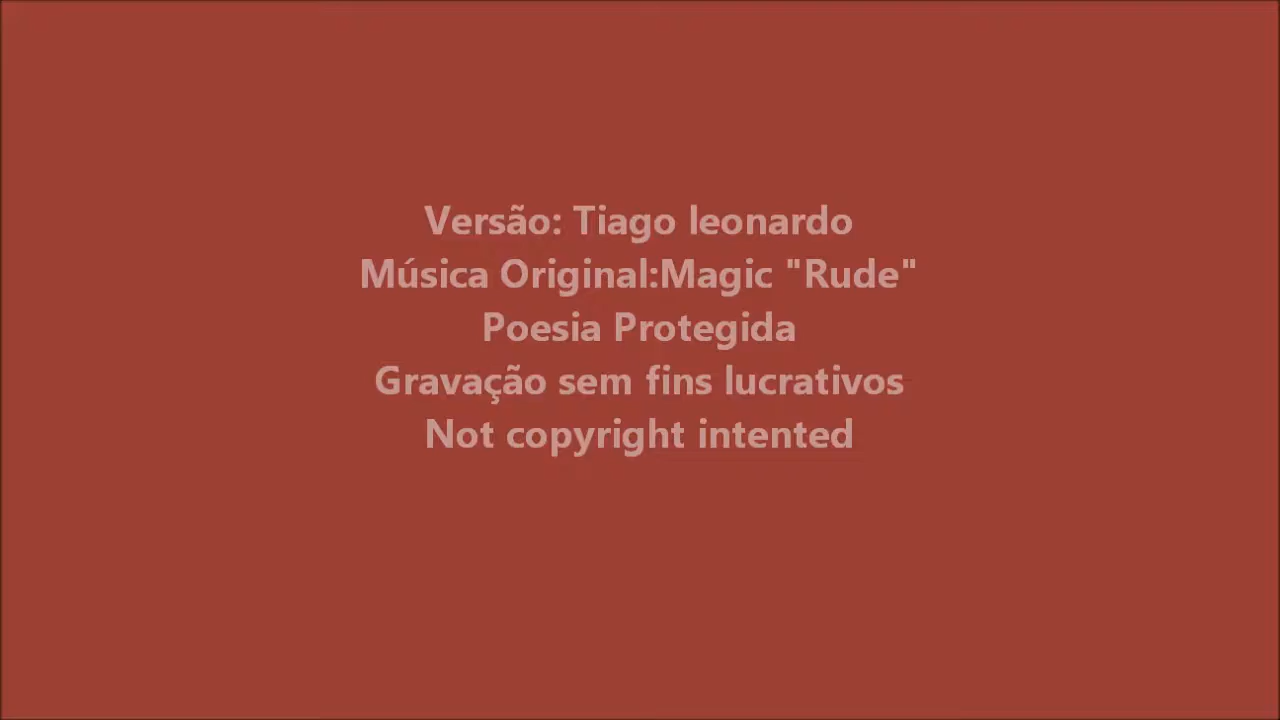 Versão: Tiago leonardo
Música Original:Magic "Rude"
Poesia Protegida
Gravação sem fins lucrativos
Not copyright intented